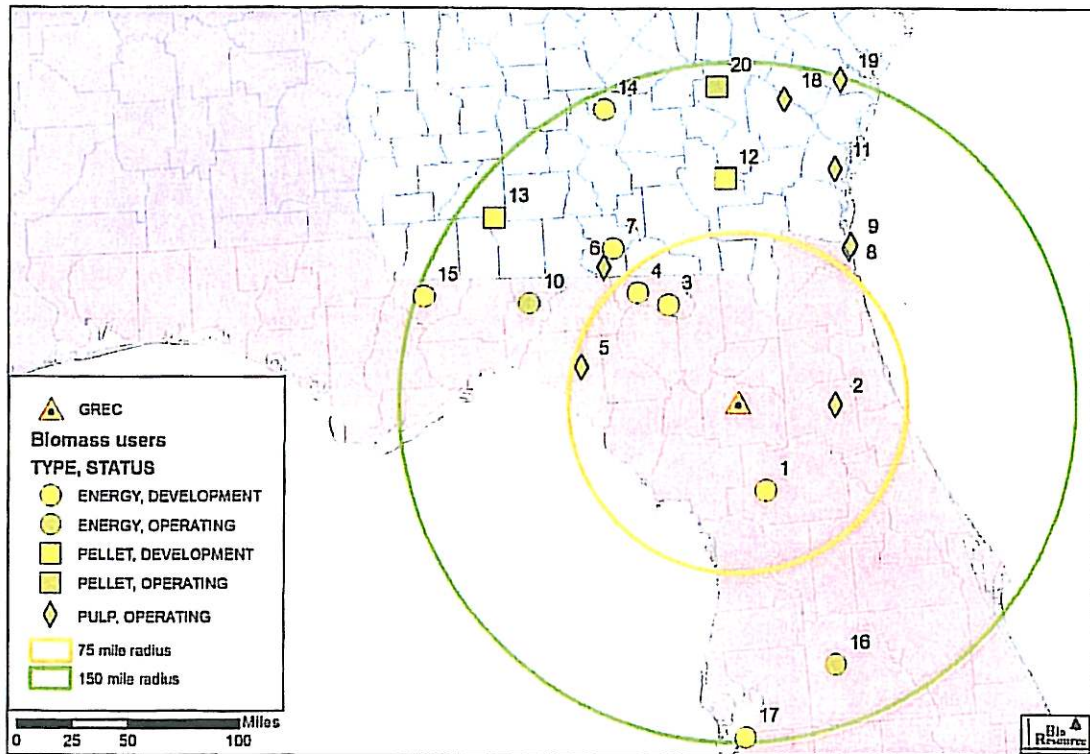 20
19
18
14
12
11
13
7
9
6
8
4
3
15
10
5
2
1
16
17
GREC
Biomass users
TYPE, STATUS
ENERGY, DEVELOPMENT
ENERGY, OPERATING
PELLET, DEVELOPMENT
PELLET, OPERATING
PULP, OPERATING
75 mile radius
150 mile radius
Miles
0 25 50 100
Bio
Resource